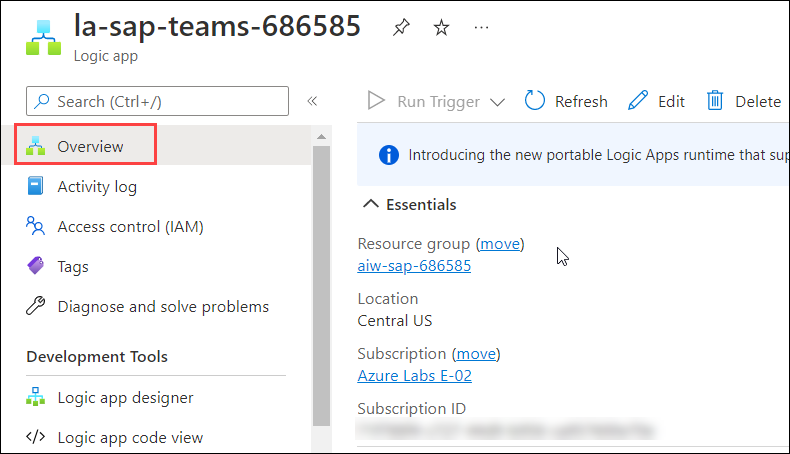 la-sap-teams-686585
Logic app
Search (Ctrl+/)
«
Run Trigger
Refresh
Edit
Delete
Overview
Activity log
Access control (IAM)
Tags
Diagnose and solve problems
Development Tools
Logic app designer
Logic app code view
Introducing the new portable Logic Apps runtime that sup
Essentials
Resource group (move)
aiw-sap-686585
Location
Central US
Subscription (move)
Azure Labs E-02
Subscription ID